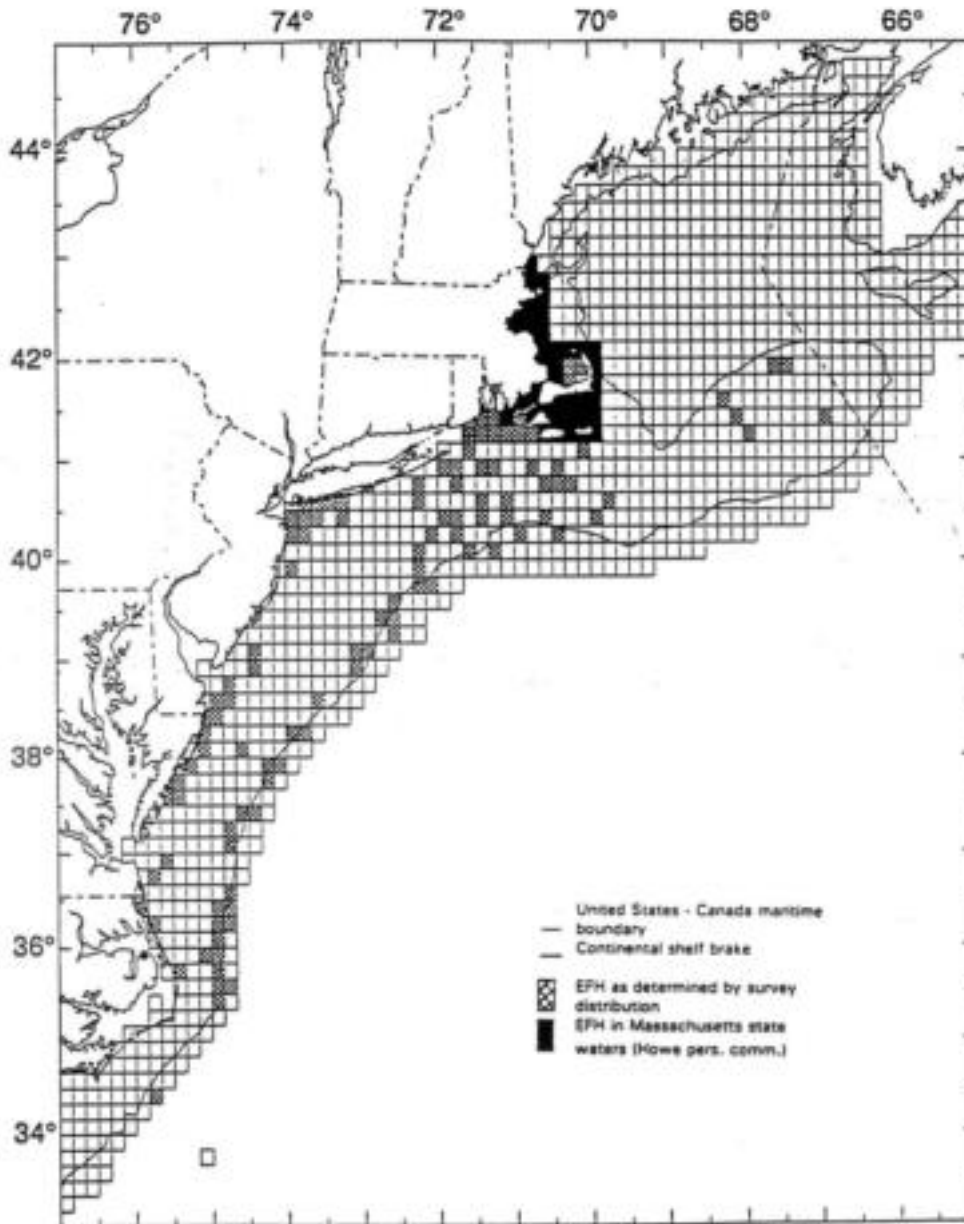 76° 74° 72° 70° 68° 66°
44°
42°
40°
38°
36°
34°
United States - Canada maritime
boundary
Continental shelf brake
EFH as determined by survey
distribution
EFH in Massachusetts state
waters (Howe pers. comm.)